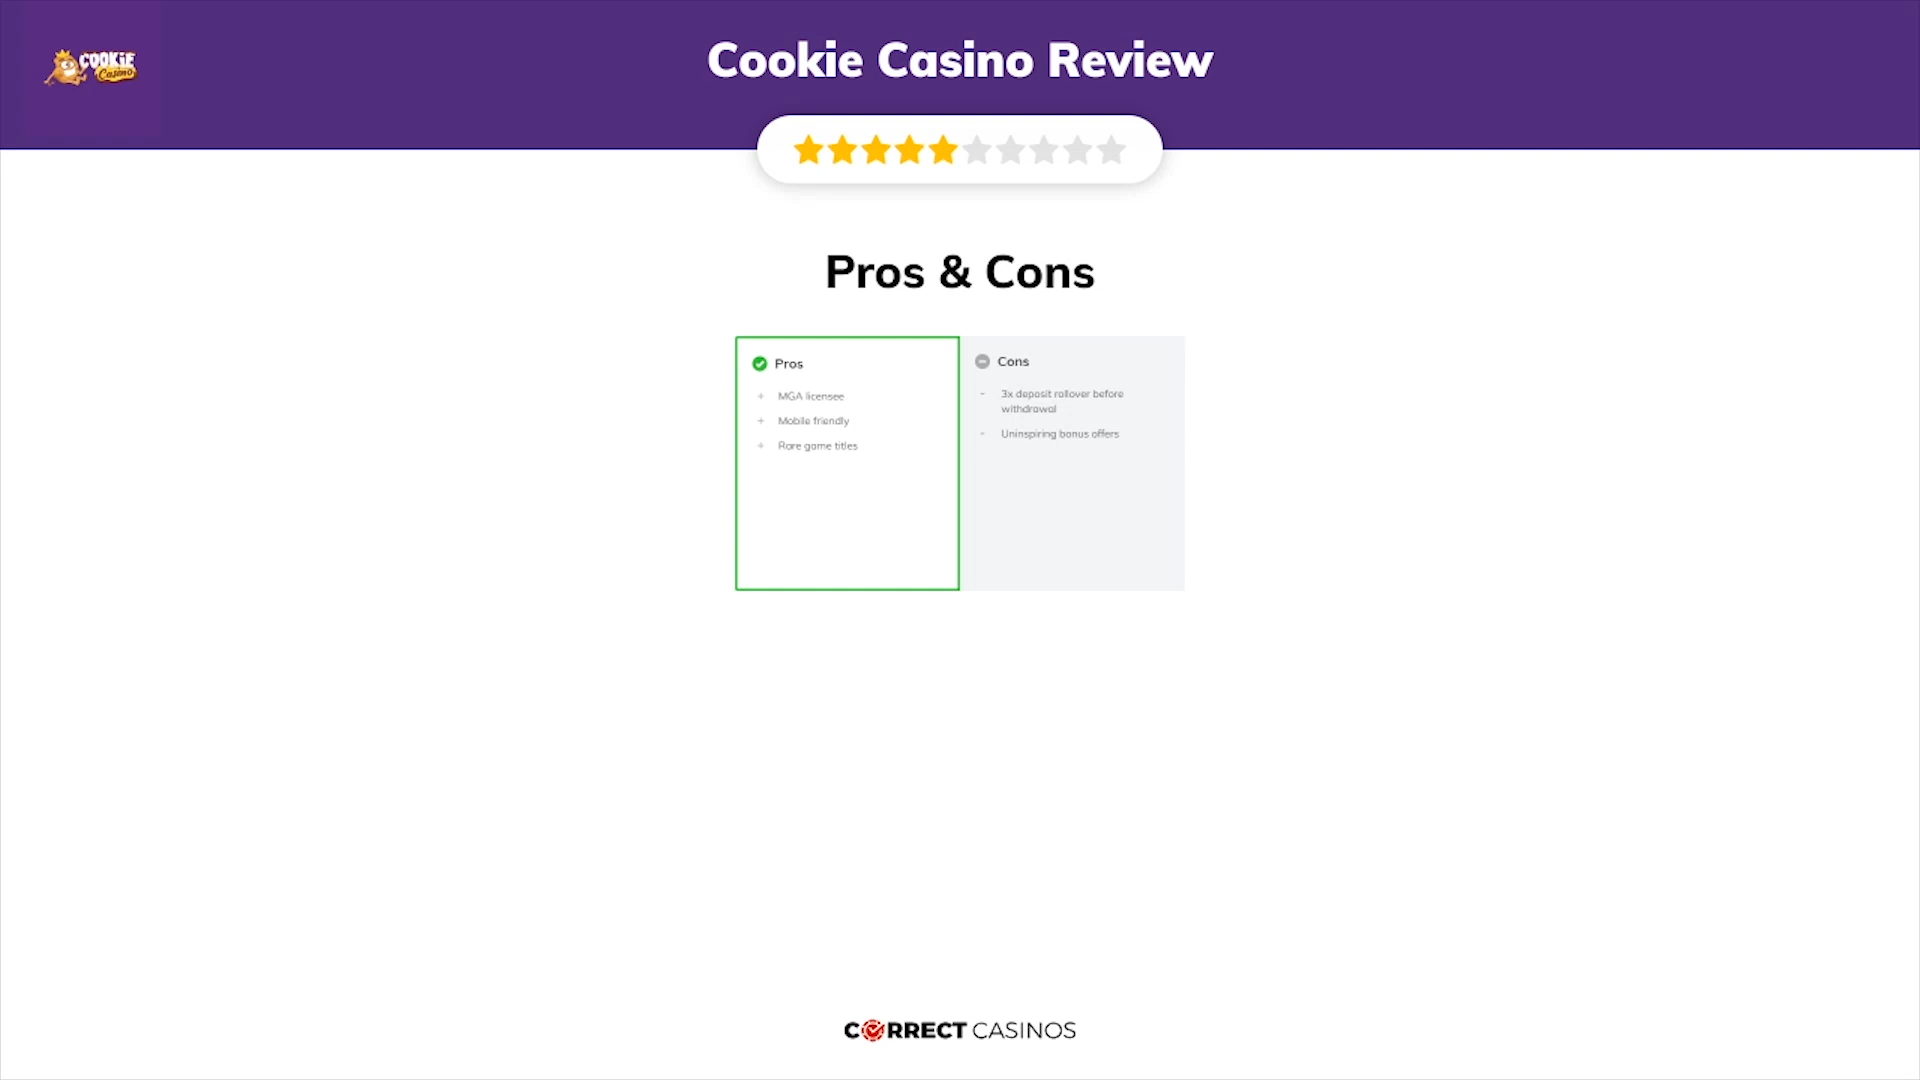 COOKIE
Casino
Cookie Casino Review
Pros & Cons
Pros
+ MGA licensee
+ Mobile friendly
+ Rare game titles
Cons
- 3x deposit rollover before
withdrawal
- Uninspiring bonus offers
CORRECT CASINOS